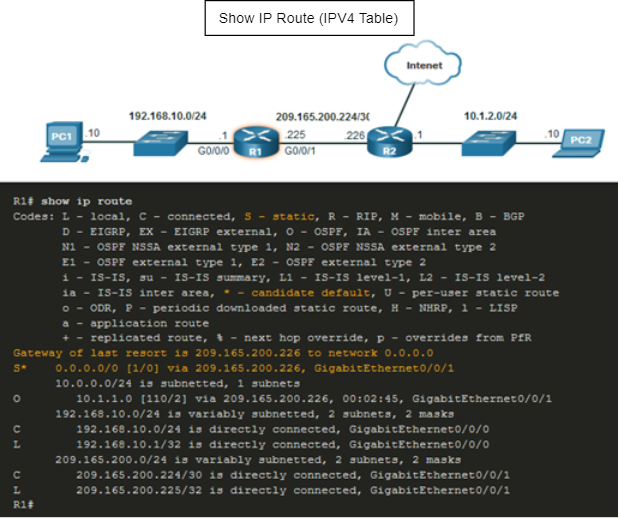 Show IP Route (IPV4 Table)
Intenet
192.168.10.0/24
209.165.200.224/30
10.1.2.0/24
PC1
.10
.1
G0/0/0
R1
.225
G0/0/1
.226
R2
.1
.10
PC2
R1# show ip route
Codes: L - local, C - connected, S - static, R - RIP, M - mobile, B - BGP
D - EIGRP, EX - EIGRP external, O - OSPF, IA - OSPF inter area
N1 - OSPF NSSA external type 1, N2 - OSPF NSSA external type 2
E1 - OSPF external type 1, E2 - OSPF external type 2
i - IS-IS, su - IS-IS summary, L1 - IS-IS level-1, L2 - IS-IS level-2
ia - IS-IS inter area, * - candidate default, U - per-user static route
o - ODR, P - periodic downloaded static route, H - NHRP, l - LISP
a - application route
+ - replicated route, % - next hop override, p - overrides from PfR
Gateway of last resort is 209.165.200.226 to network 0.0.0.0
S* 0.0.0.0/0 [1/0] via 209.165.200.226, GigabitEthernet0/0/1
10.0.0.0/24 is subnetted, 1 subnets
O 10.1.1.0 [110/2] via 209.165.200.226, 00:02:45, GigabitEthernet0/0/1
192.168.10.0/24 is variably subnetted, 2 subnets, 2 masks
C 192.168.10.0/24 is directly connected, GigabitEthernet0/0/0
L 192.168.10.1/32 is directly connected, GigabitEthernet0/0/0
209.165.200.0/24 is variably subnetted, 2 subnets, 2 masks
C 209.165.200.224/30 is directly connected, GigabitEthernet0/0/1
L 209.165.200.225/32 is directly connected, GigabitEthernet0/0/1
R1#